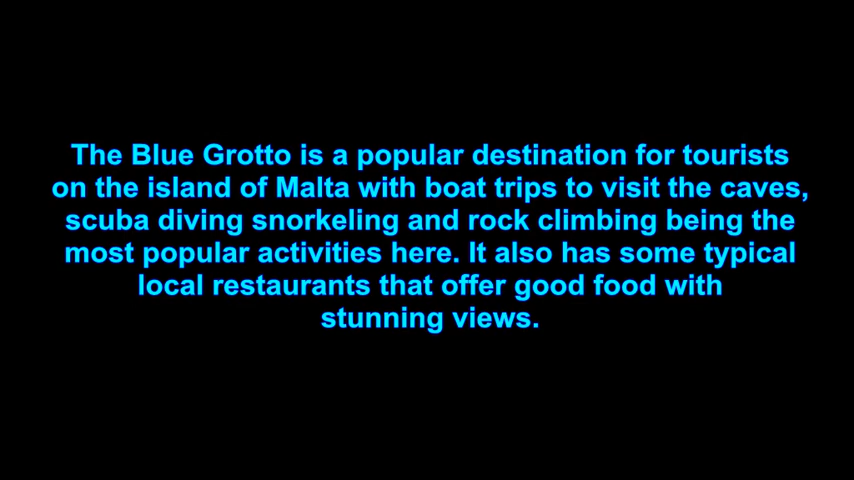 The Blue Grotto is a popular destination for tourists
on the island of Malta with boat trips to visit the caves,
scuba diving snorkeling and rock climbing being the
most popular activities here. It also has some typical
local restaurants that offer good food with
stunning views.